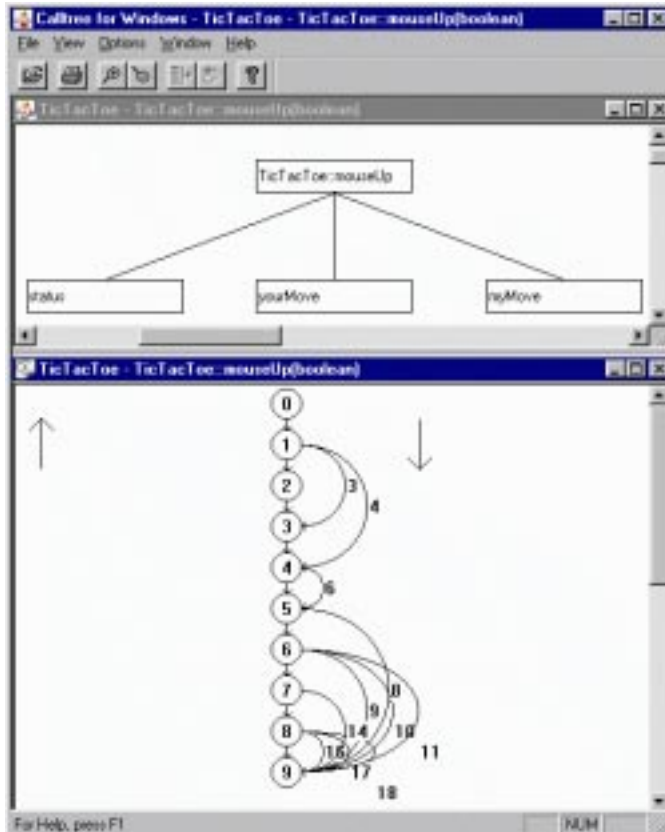 Calltree for Windows - TicTacToe - TicTacToe::mouseUp(boolean)
File View Options Window Help
TicTacToe - TicTacToe::mouseUp(boolean)
TicTacToe::mouseUp
status yourMove myMove
TicTacToe - TicTacToe::mouseUp(boolean)
0
1
2 3
3 4
4
5 6
6
7 8
9
8 14 10
16 11
9 17
18
For Help, press F1 NUM